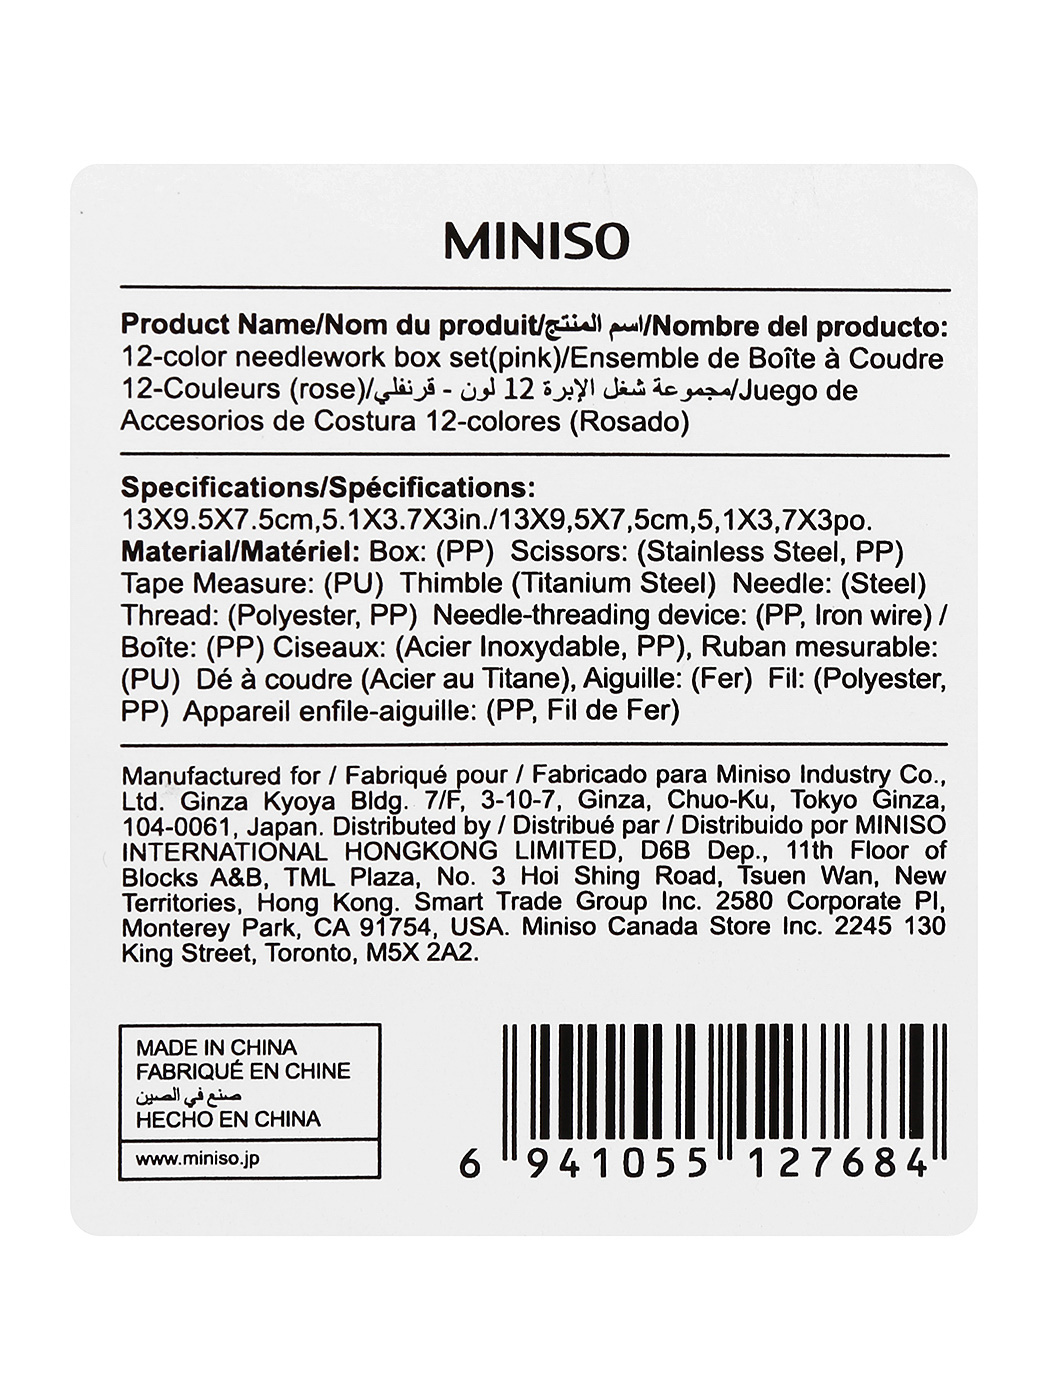 MINISO
Product Name/Nom du produit/اسم المنتج/Nombre del producto:
12-color needlework box set(pink)/Ensemble de Boîte à Coudre
12-Couleurs (rose)/مجموعة شغل الإبرة 12 لون - قرنفلي/Juego de
Accesorios de Costura 12-colores (Rosado)
Specifications/Spécifications:
13X9.5X7.5cm,5.1X3.7X3in./13X9,5X7,5cm,5,1X3,7X3po.
Material/Matériel: Box: (PP) Scissors: (Stainless Steel, PP)
Tape Measure: (PU) Thimble (Titanium Steel) Needle: (Steel)
Thread: (Polyester, PP) Needle-threading device: (PP, Iron wire) /
Boîte: (PP) Ciseaux: (Acier Inoxydable, PP), Ruban mesurable:
(PU) Dé à coudre (Acier au Titane), Aiguille: (Fer) Fil: (Polyester,
PP) Appareil enfile-aiguille: (PP, Fil de Fer)
Manufactured for / Fabriqué pour / Fabricado para Miniso Industry Co.,
Ltd. Ginza Kyoya Bldg. 7/F, 3-10-7, Ginza, Chuo-Ku, Tokyo Ginza,
104-0061, Japan. Distributed by / Distribué par / Distribuido por MINISO
INTERNATIONAL HONGKONG LIMITED, D6B Dep., 11th Floor of
Blocks A&B, TML Plaza, No. 3 Hoi Shing Road, Tsuen Wan, New
Territories, Hong Kong. Smart Trade Group Inc. 2580 Corporate Pl,
Monterey Park, CA 91754, USA. Miniso Canada Store Inc. 2245 130
King Street, Toronto, M5X 2A2.
MADE IN CHINA
FABRIQUÉ EN CHINE
صنع في الصين
HECHO EN CHINA
www.miniso.jp
6 941055 127684